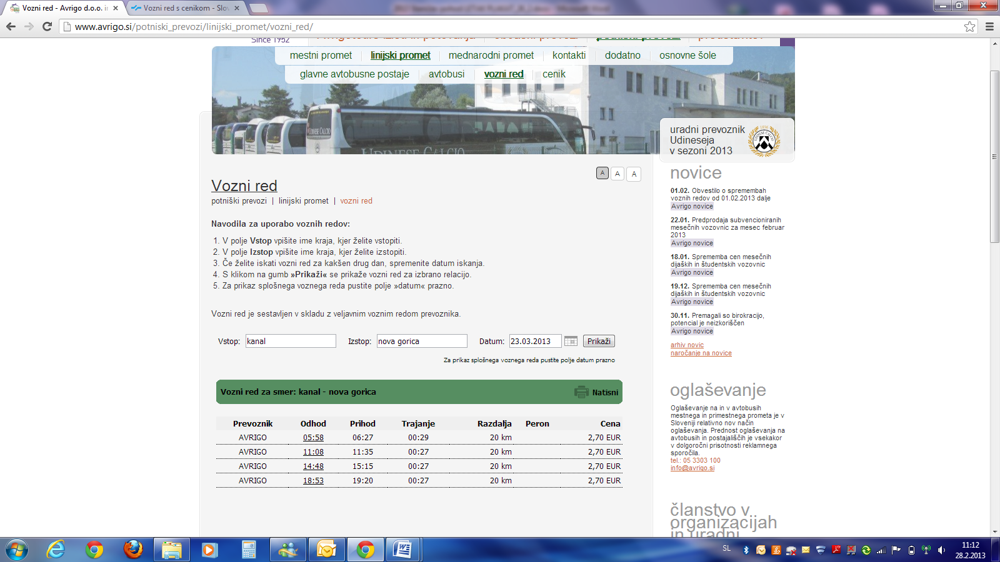 Vozni red - Avrigo d.o.o. i
Vozni red s cenikom - Slo
www.avrigo.si/potniski_prevozi/linijski_promet/vozni_red/
Since 1952
mestni promet
linijski promet
mednarodni promet
kontakti
dodatno
osnovne šole
glavne avtobusne postaje
avtobusi
vozni red
cenik
UDINESE CALCIO
UDINESE CALCIO
uradni prevoznik
Udineseja
v sezoni 2013
A A A
Vozni red
potniški prevozi | linijski promet | vozni red
Navodila za uporabo voznih redov:
1. V polje Vstop vpišite ime kraja, kjer želite vstopiti.
2. V polje Izstop vpišite ime kraja, kjer želite izstopiti.
3. Če želite iskati vozni red za kakšen drug dan, spremenite datum iskanja.
4. S klikom na gumb »Prikaži« se prikaže vozni red za izbrano relacijo.
5. Za prikaz splošnega voznega reda pustite polje »datum« prazno.
Vozni red je sestavljen v skladu z veljavnim voznim redom prevoznika.
Vstop: kanal Izstop: nova gorica Datum: 23.03.2013 Prikaži
Za prikaz splošnega voznega reda pustite polje datum prazno
Vozni red za smer: kanal - nova gorica Natisni
Prevoznik Odhod Prihod Trajanje Razdalja Peron Cena
AVRIGO 05:58 06:27 00:29 20 km 2,70 EUR
AVRIGO 11:08 11:35 00:27 20 km 2,70 EUR
AVRIGO 14:48 15:15 00:27 20 km 2,70 EUR
AVRIGO 18:53 19:20 00:27 20 km 2,70 EUR
novice
01.02. Obvestilo o spremembah
voznih redov od 01.02.2013 dalje
Avrigo novice
22.01. Predprodaja subvencioniranih
mesečnih vozovnic za mesec februar
2013
Avrigo novice
18.01. Sprememba cen mesečnih
dijaških in študentskih vozovnic
Avrigo novice
19.12. Sprememba cen mesečnih
dijaških in študentskih vozovnic
Avrigo novice
30.11. Premagali so birokracijo,
potencial je neizkoriščen
Avrigo novice
arhiv novic
naročanje na novice
oglaševanje
Oglaševanje na in v avtobusih
mestnega in primestnega prometa je v
Sloveniji relativno nov način
oglaševanja. Prednost oglaševanja na
avtobusih in postajališčih je vsekakor
v dolgoročni prisotnosti reklamnega
sporočila.
tel.: 05 3303 100
info@avrigo.si
članstvo v
organizacijah
in uradni
SL
11:12
28.2.2013